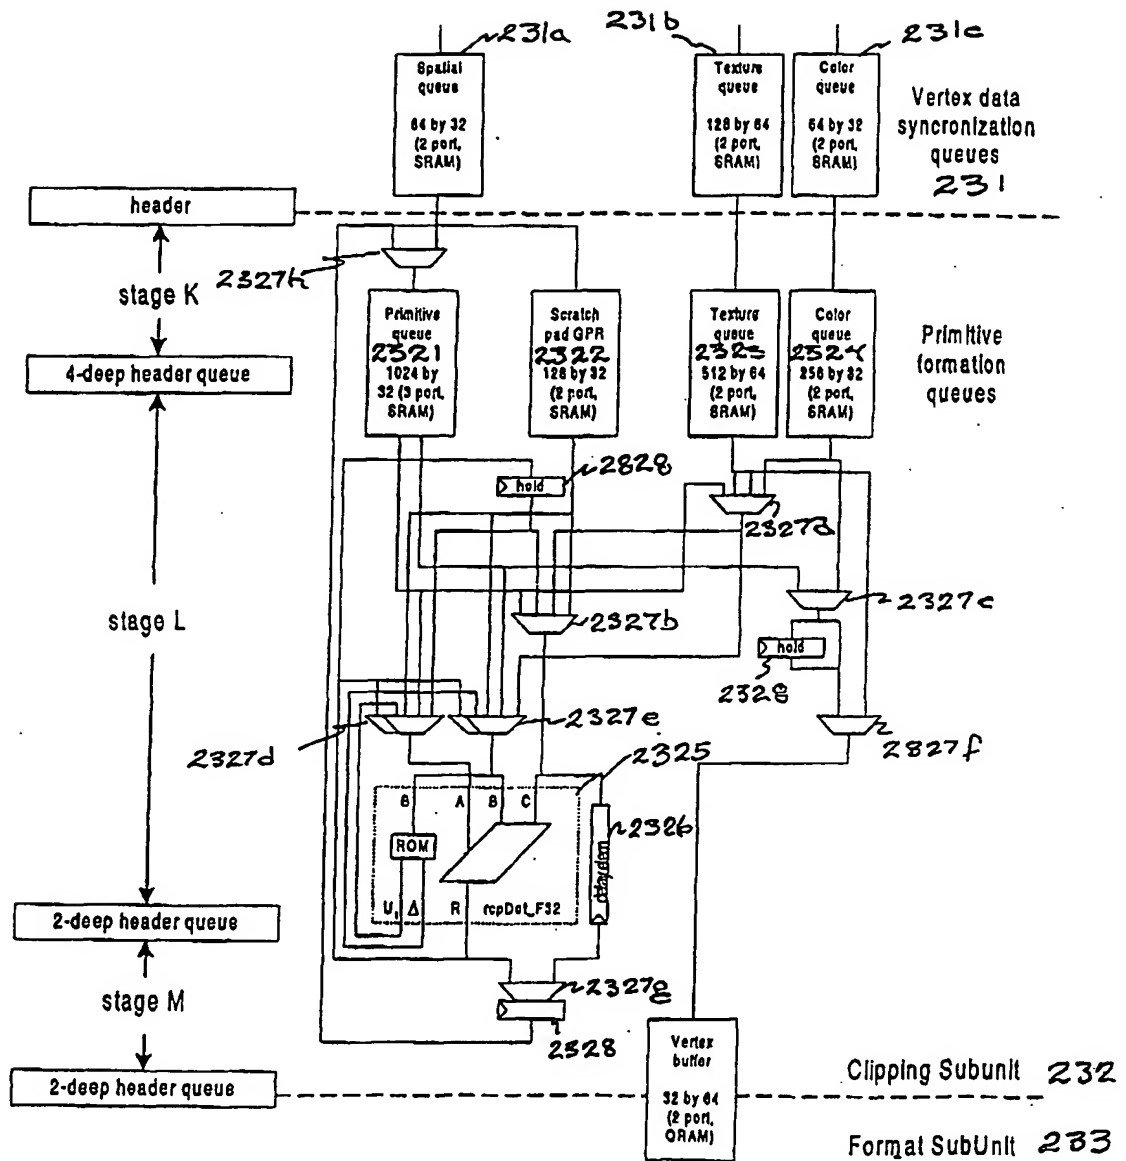 231a
231b
231c
Spatial
queue
64 by 32
(2 port,
SRAM)
Texture
queue
128 by 64
(2 port,
SRAM)
Color
queue
64 by 32
(2 port,
SRAM)
Vertex data
syncronization
queues
231
header
2327h
stage K
Primitive
queue
2321
1024 by
32 (3 port,
SRAM)
Scratch
pad GPR
2322
128 by 32
(2 port,
SRAM)
Texture
queue
2323
512 by 64
(2 port,
SRAM)
Color
queue
2324
256 by 32
(2 port,
SRAM)
Primitive
formation
queues
4-deep header queue
hold
2328
2327a
stage L
2327b
2327c
hold
2328
2327d
2327e
2327f
2325
B
A
B
C
ROM
2326
delay elem
U,
Δ
R
rcpDot_F32
2-deep header queue
stage M
2327g
2328
Vertex
buffer
32 by 64
(2 port,
QRAM)
2-deep header queue
Clipping Subunit 232
Format SubUnit 233